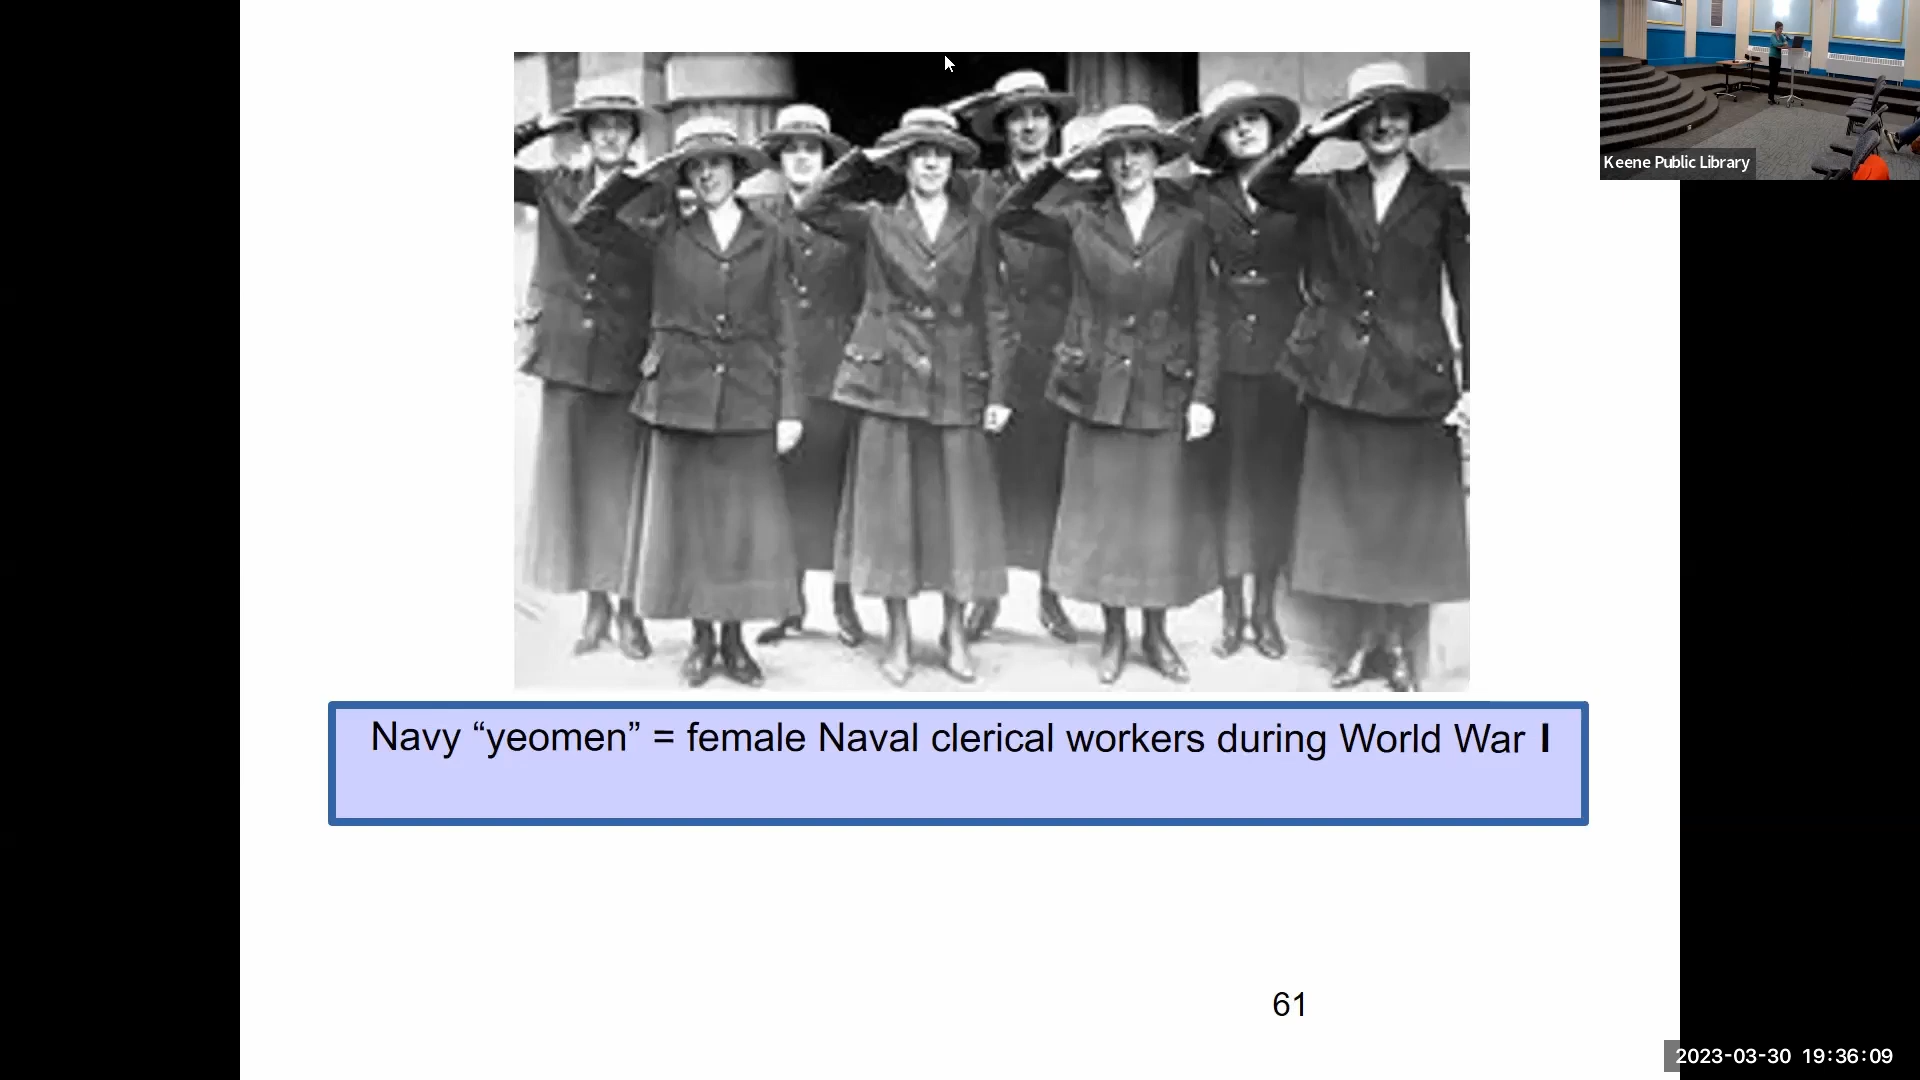 Keene Public Library
Navy “yeomen” = female Naval clerical workers during World War I
61
2023-03-30 19:36:09